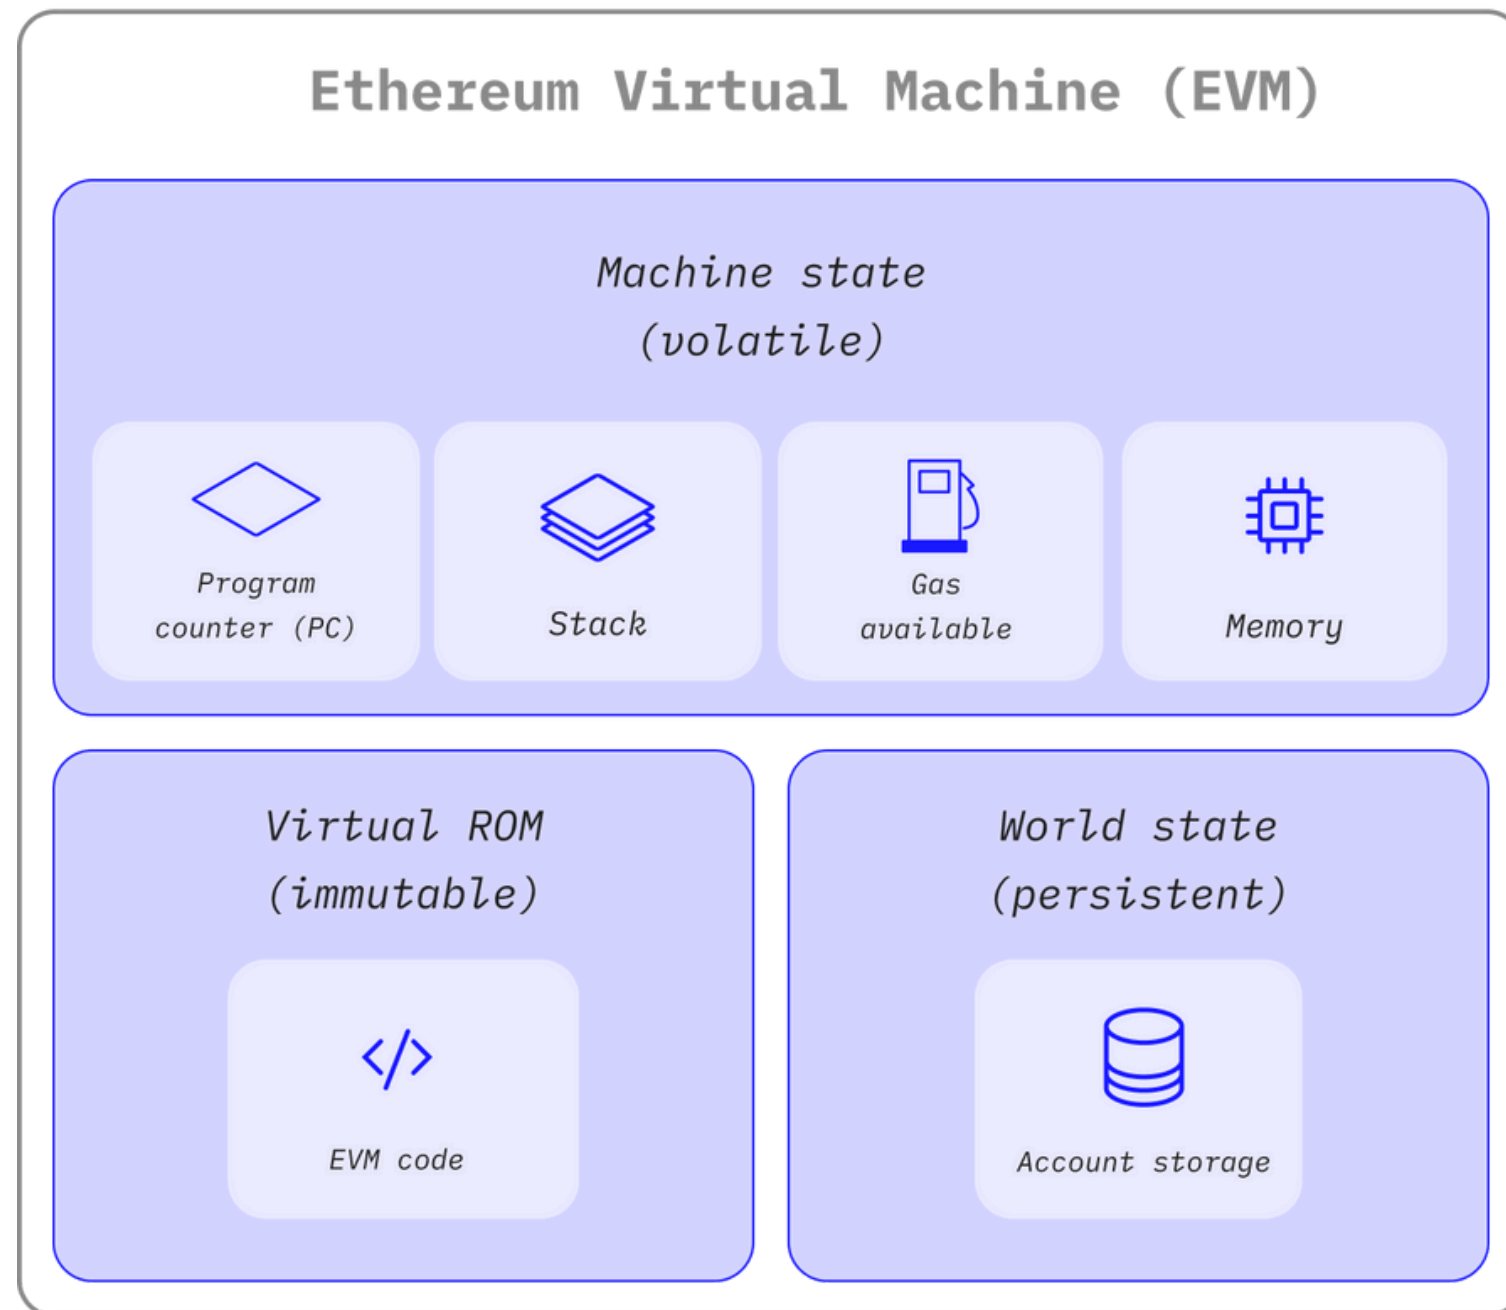 Ethereum Virtual Machine (EVM)
Machine state
(volatile)
Program
counter (PC)
Stack
Gas
available
Memory
Virtual ROM
(immutable)
EVM code
World state
(persistent)
Account storage